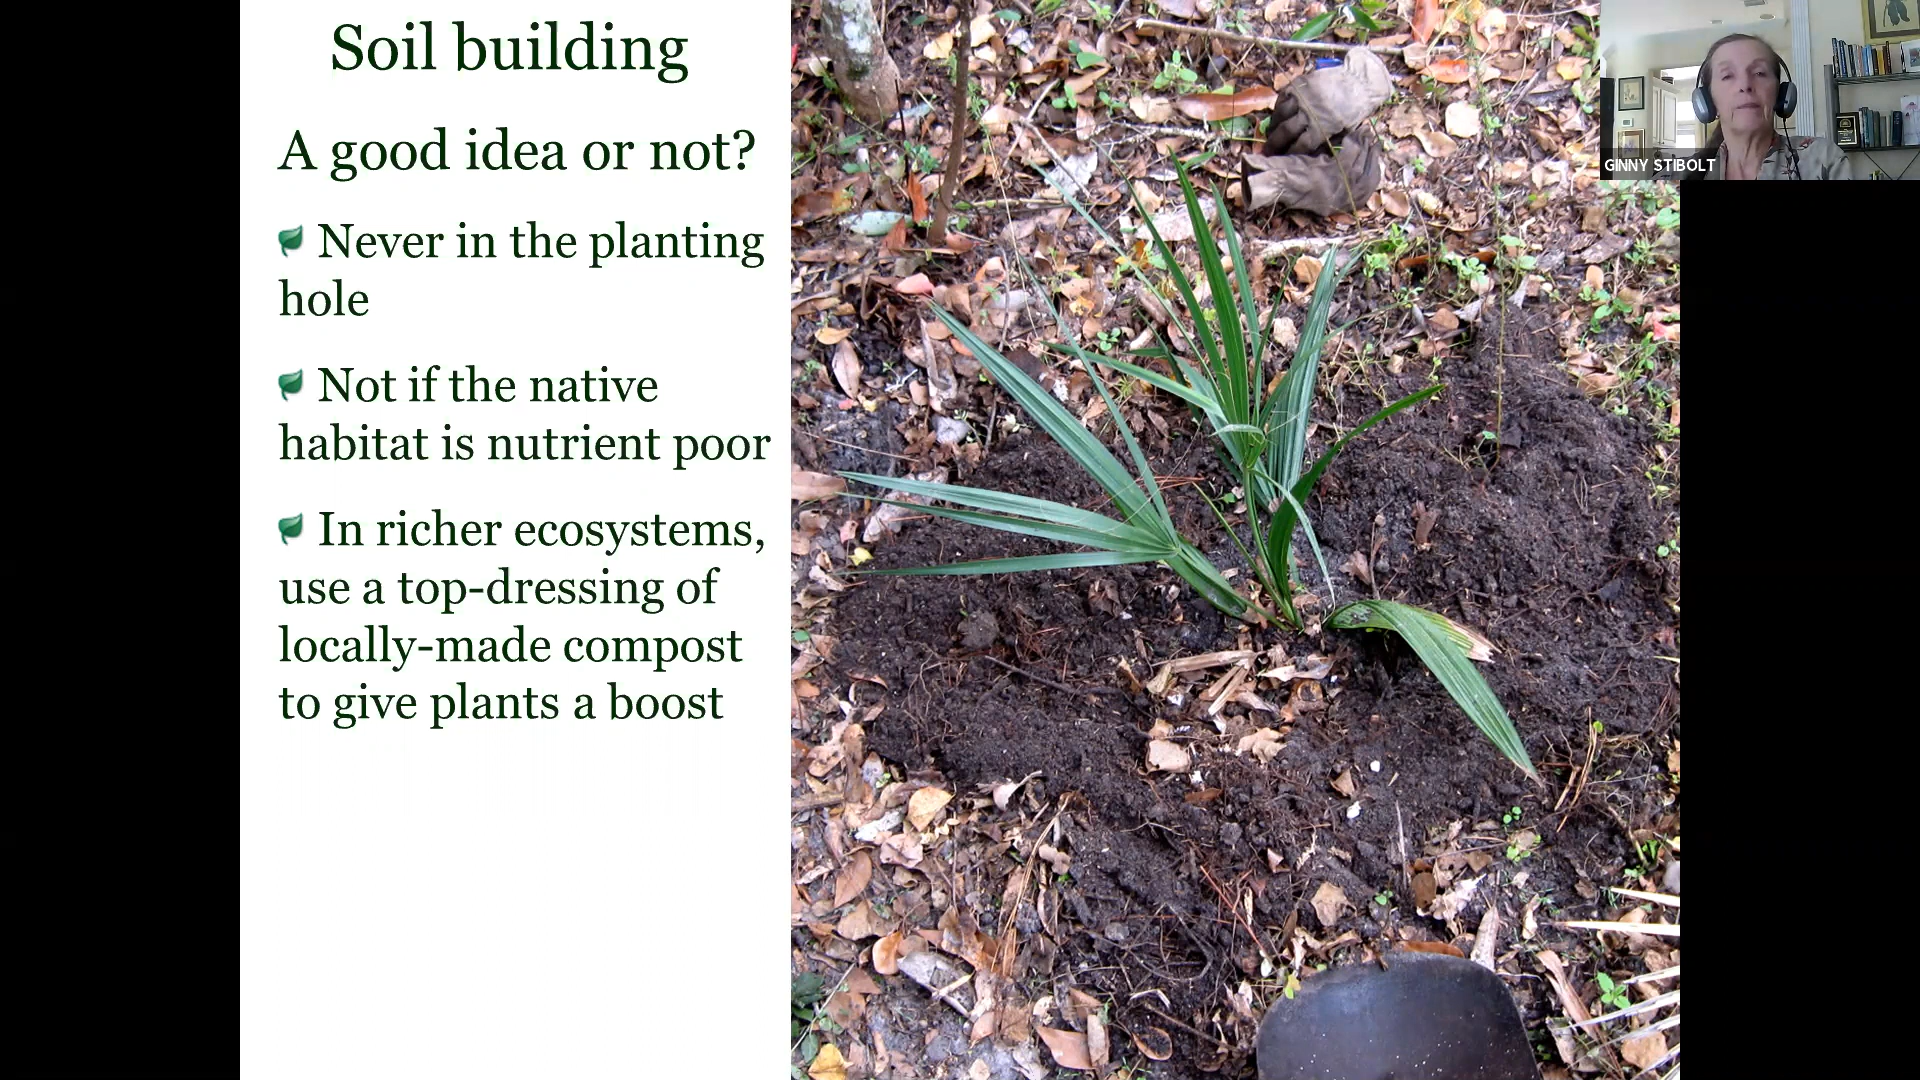 Soil building
A good idea or not?
Never in the planting
hole
Not if the native
habitat is nutrient poor
In richer ecosystems,
use a top-dressing of
locally-made compost
to give plants a boost
GINNY STIBOLT